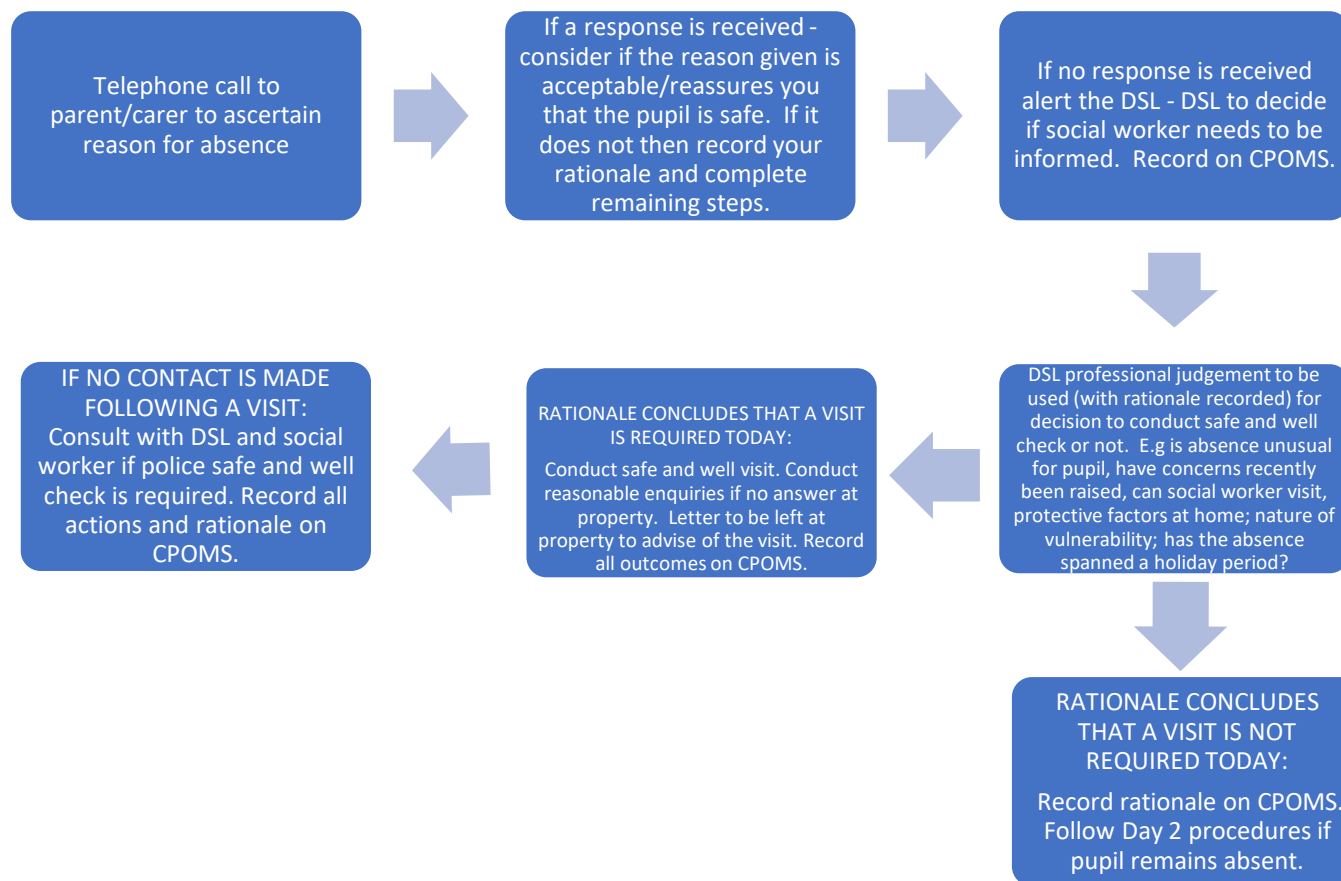 Telephone call to
parent/carer to ascertain
reason for absence
If a response is received -
consider if the reason given is
acceptable/reassures you
that the pupil is safe.  If it
does not then record your
rationale and complete
remaining steps.
If no response is received
alert the DSL - DSL to decide
if social worker needs to be
informed.  Record on CPOMS.
DSL professional judgement to be
used (with rationale recorded) for
decision to conduct safe and well
check or not.  E.g is absence unusual
for pupil, have concerns recently
been raised, can social worker visit,
protective factors at home; nature of
vulnerability; has the absence
spanned a holiday period?
RATIONALE CONCLUDES THAT A VISIT
IS REQUIRED TODAY:
Conduct safe and well visit. Conduct
reasonable enquiries if no answer at
property.  Letter to be left at
property to advise of the visit. Record
all outcomes on CPOMS.
IF NO CONTACT IS MADE
FOLLOWING A VISIT:
Consult with DSL and social
worker if police safe and well
check is required. Record all
actions and rationale on
CPOMS.
RATIONALE CONCLUDES
THAT A VISIT IS NOT
REQUIRED TODAY:
Record rationale on CPOMS.
Follow Day 2 procedures if
pupil remains absent.